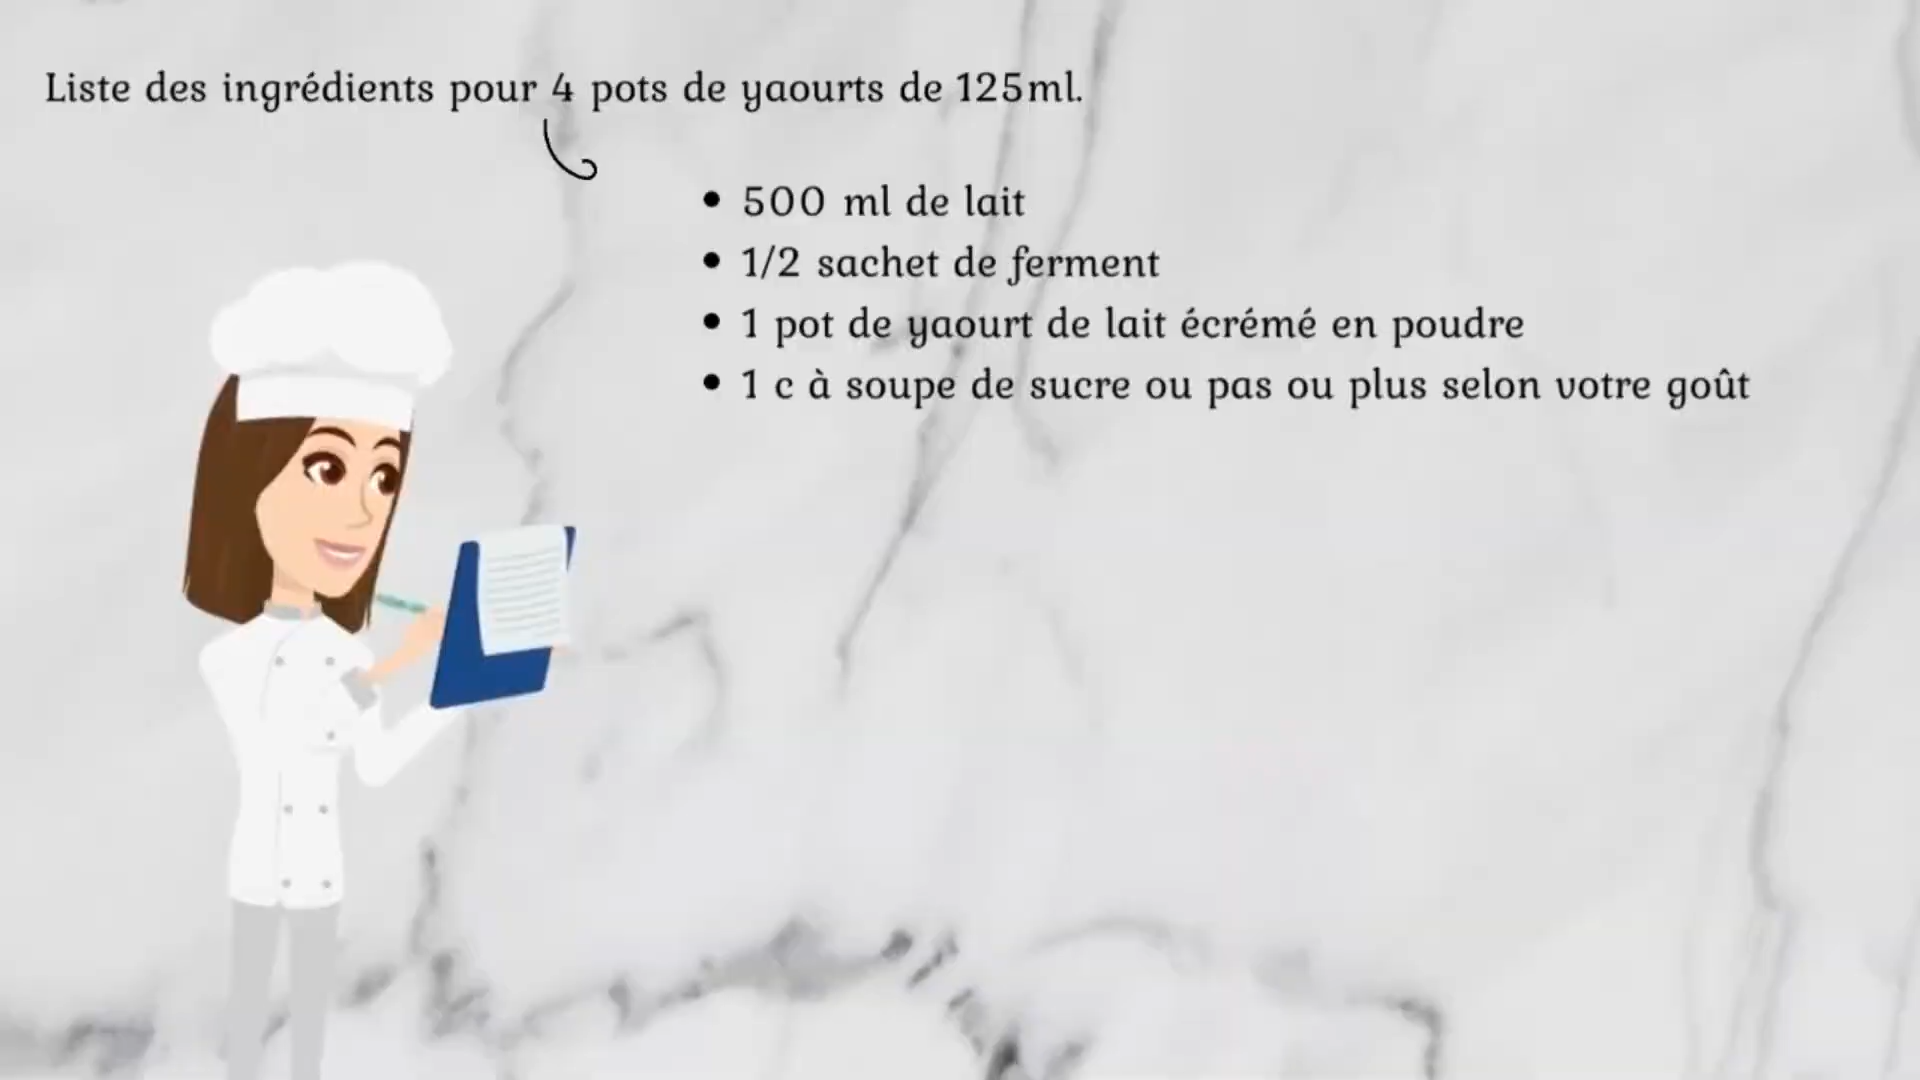 Liste des ingrédients pour 4 pots de yaourts de 125ml.
• 500 ml de lait
• 1/2 sachet de ferment
• 1 pot de yaourt de lait écrémé en poudre
• 1 c à soupe de sucre ou pas ou plus selon votre goût